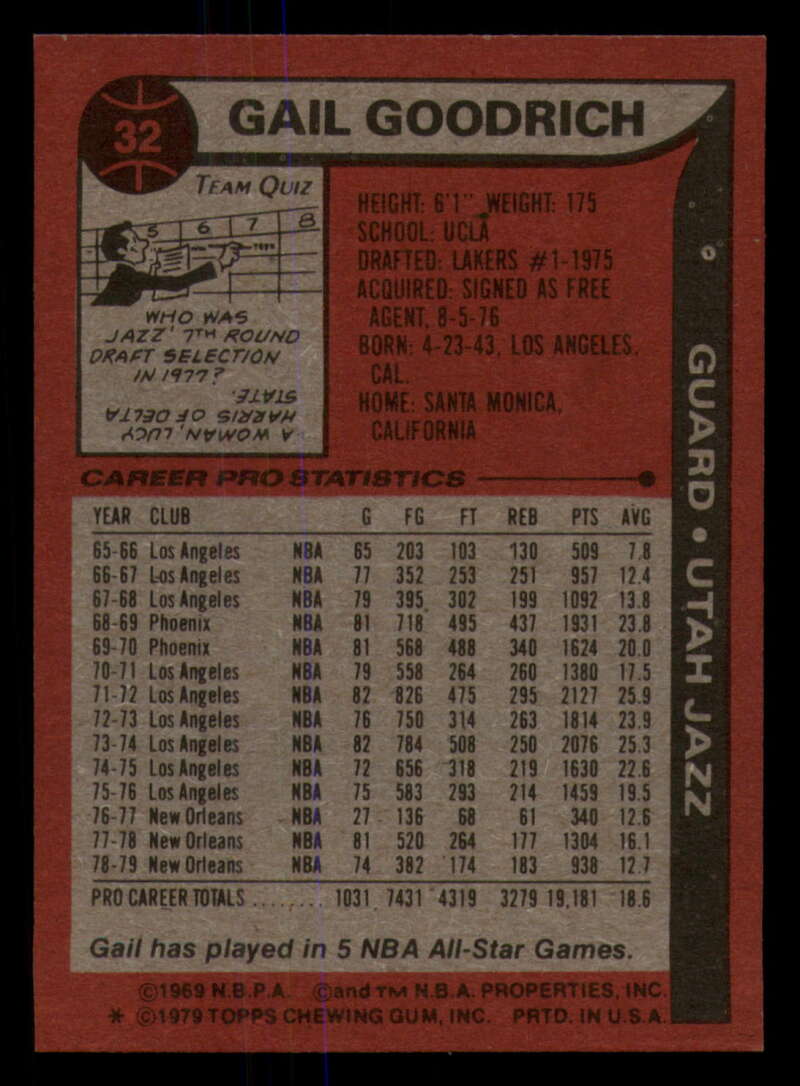 32
GAIL GOODRICH
TEAM QUIZ
5 6 7 8
WHO WAS
JAZZ' 7TH ROUND
DRAFT SELECTION
IN 1977?
A WOMAN, LUCY
HARRIS OF DELTA
STATE.
HEIGHT: 6'1" WEIGHT: 175
SCHOOL: UCLA
DRAFTED: LAKERS #1-1975
ACQUIRED: SIGNED AS FREE
AGENT, 8-5-76
BORN: 4-23-43, LOS ANGELES,
CAL.
HOME: SANTA MONICA,
CALIFORNIA
GUARD • UTAH JAZZ
CAREER PRO STATISTICS
YEAR CLUB G FG FT REB PTS AVG
65-66 Los Angeles NBA 65 203 103 130 509 7.8
66-67 Los Angeles NBA 77 352 253 251 957 12.4
67-68 Los Angeles NBA 79 395 302 199 1092 13.8
68-69 Phoenix NBA 81 718 495 437 1931 23.8
69-70 Phoenix NBA 81 568 488 340 1624 20.0
70-71 Los Angeles NBA 79 558 264 260 1380 17.5
71-72 Los Angeles NBA 82 826 475 295 2127 25.9
72-73 Los Angeles NBA 76 750 314 263 1814 23.9
73-74 Los Angeles NBA 82 784 508 250 2076 25.3
74-75 Los Angeles NBA 72 656 318 219 1630 22.6
75-76 Los Angeles NBA 75 583 293 214 1459 19.5
76-77 New Orleans NBA 27 136 68 61 340 12.6
77-78 New Orleans NBA 81 520 264 177 1304 16.1
78-79 New Orleans NBA 74 382 174 183 938 12.7
PRO CAREER TOTALS ........ 1031 7431 4319 3279 19,181 18.6
Gail has played in 5 NBA All-Star Games.
©1969 N.B.P.A. ©and TM N.B.A. PROPERTIES, INC.
* ©1979 TOPPS CHEWING GUM, INC. PRTD. IN U.S.A.